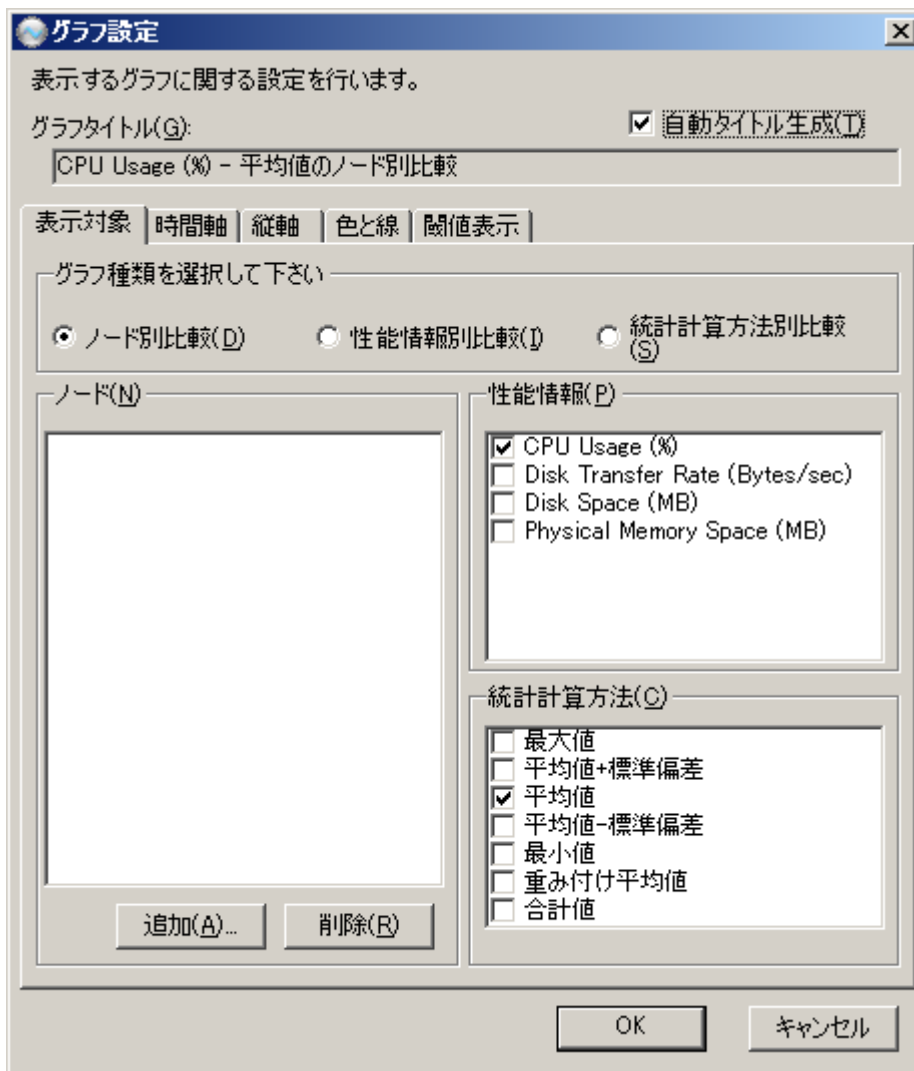 グラフ設定
表示するグラフに関する設定を行います。
グラフタイトル(G):
自動タイトル生成(T)
CPU Usage (%) - 平均値のノード別比較
表示対象
時間軸
縦軸
色と線
閾値表示
グラフ種類を選択して下さい
ノード別比較(D)
性能情報別比較(I)
統計計算方法別比較
(S)
ノード(N)
追加(A)...
削除(R)
性能情報(P)
CPU Usage (%)
Disk Transfer Rate (Bytes/sec)
Disk Space (MB)
Physical Memory Space (MB)
統計計算方法(C)
最大値
平均値+標準偏差
平均値
平均値-標準偏差
最小値
重み付け平均値
合計値
OK
キャンセル